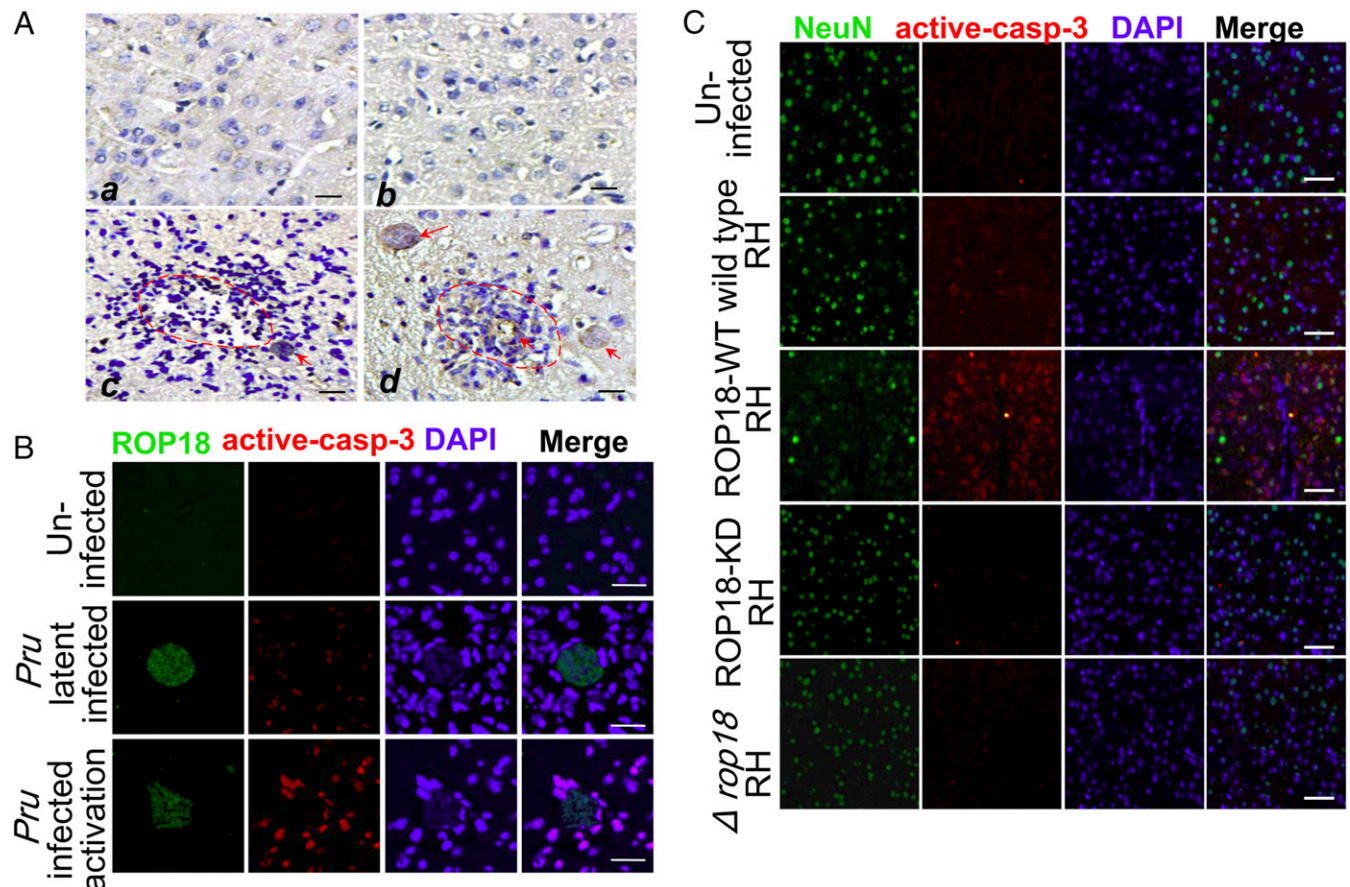 A
a
b
c
d
B
ROP18 active-casp-3 DAPI Merge
Un-
infected
Pru
latent
infected
Pru
infected
activation
C
NeuN active-casp-3 DAPI Merge
Un-
infected
wild type
RH
ROP18-WT
RH
ROP18-KD
RH
Δ rop18
RH